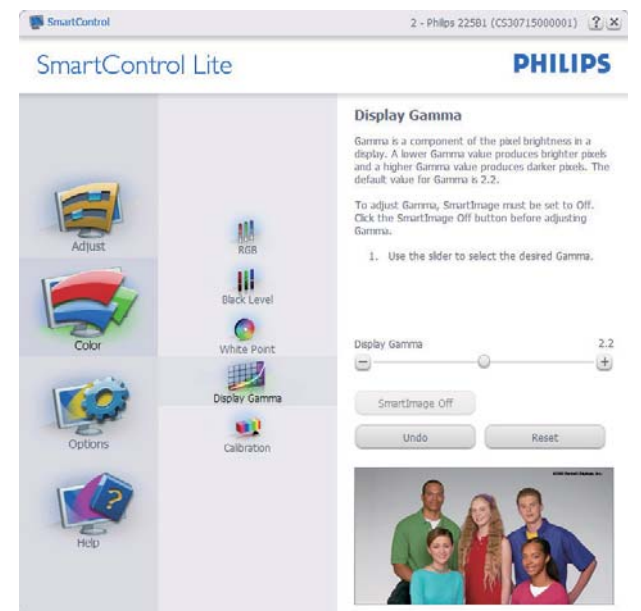 SmartControl
2 - Philips 225B1 (CS30715000001)
SmartControl Lite
PHILIPS
Adjust
Color
Options
Help
RGB
Black Level
White Point
Display Gamma
Calibration
Display Gamma
Gamma is a component of the pixel brightness in a
display. A lower Gamma value produces brighter pixels
and a higher Gamma value produces darker pixels. The
default value for Gamma is 2.2.
To adjust Gamma, SmartImage must be set to Off.
Click the SmartImage Off button before adjusting
Gamma.
1. Use the slider to select the desired Gamma.
Display Gamma 2.2
SmartImage Off
Undo Reset